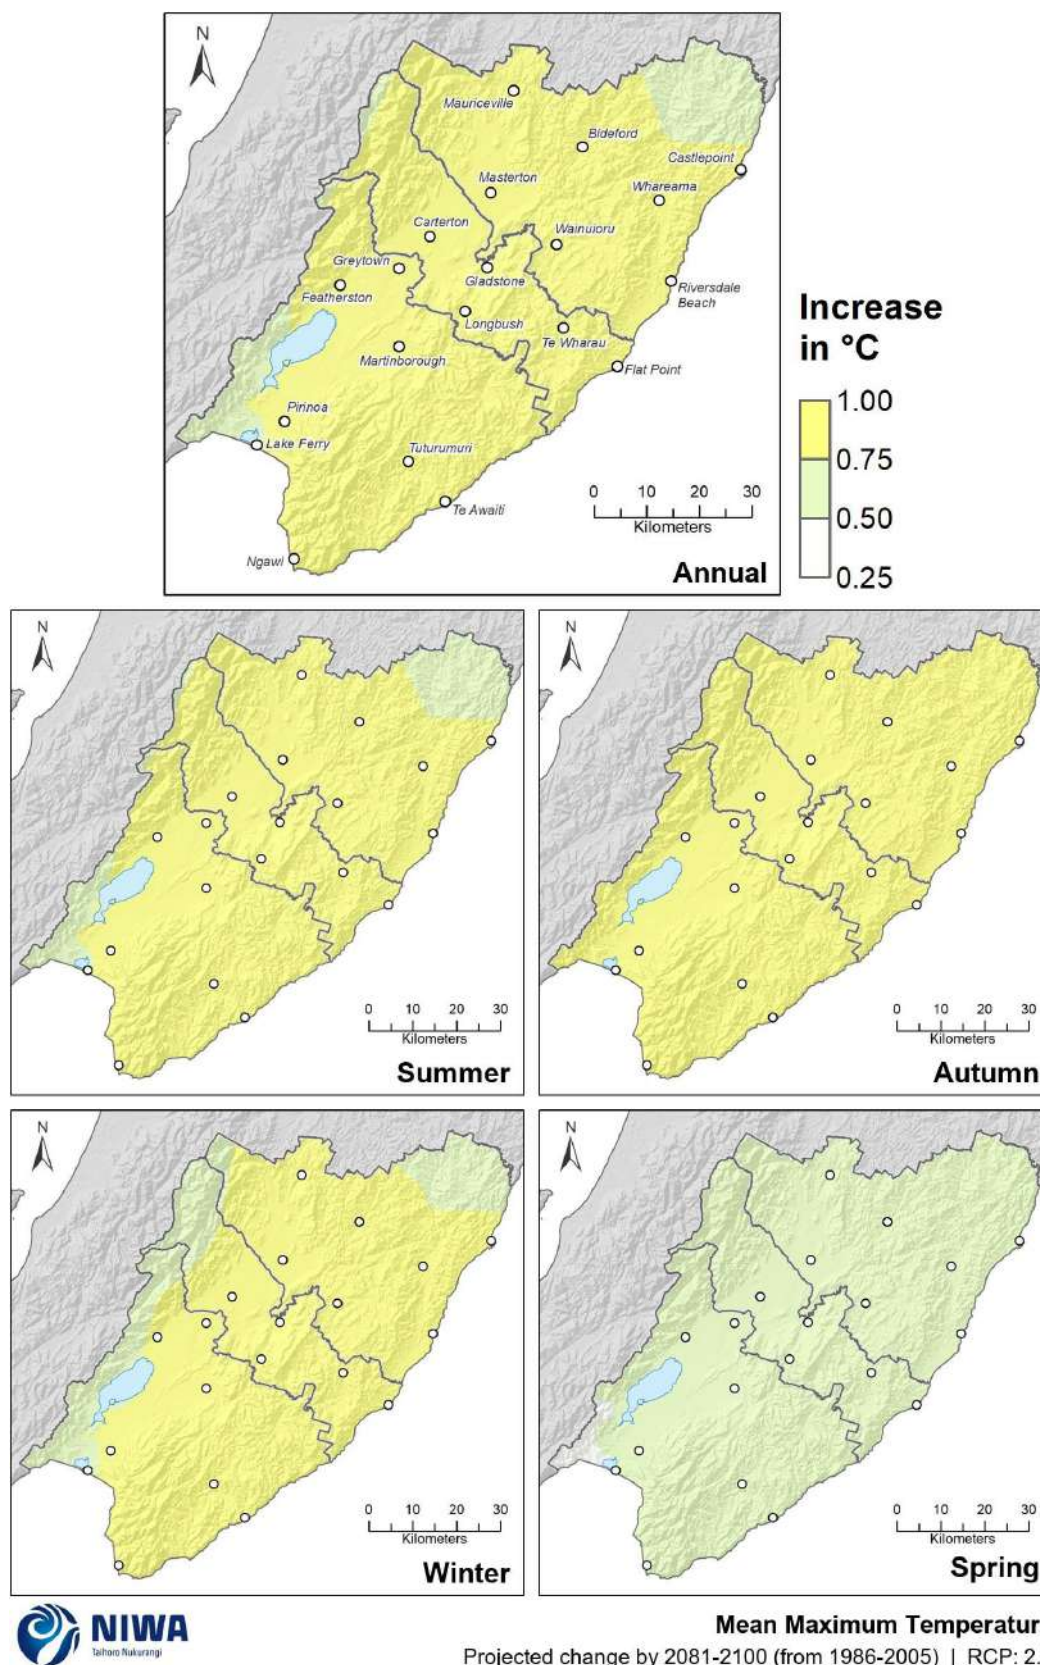 N
Mauriceville
Bideford
Castlepoint
Masterton
Whareama
Carterton
Wainuioru
Greytown
Gladstone
Featherston
Riversdale
Beach
Longbush
Te Wharau
Martinborough
Flat Point
Pirinoa
Lake Ferry
Tuturumuri
Te Awaiti
Ngawi
0 10 20 30
Kilometers
Annual
Increase
in °C
1.00
0.75
0.50
0.25
N
0 10 20 30
Kilometers
Summer
N
0 10 20 30
Kilometers
Autumn
N
0 10 20 30
Kilometers
Winter
N
0 10 20 30
Kilometers
Spring
NIWA
Taihoro Nukurangi
Mean Maximum Temperatur
Projected change by 2081-2100 (from 1986-2005) | RCP: 2.